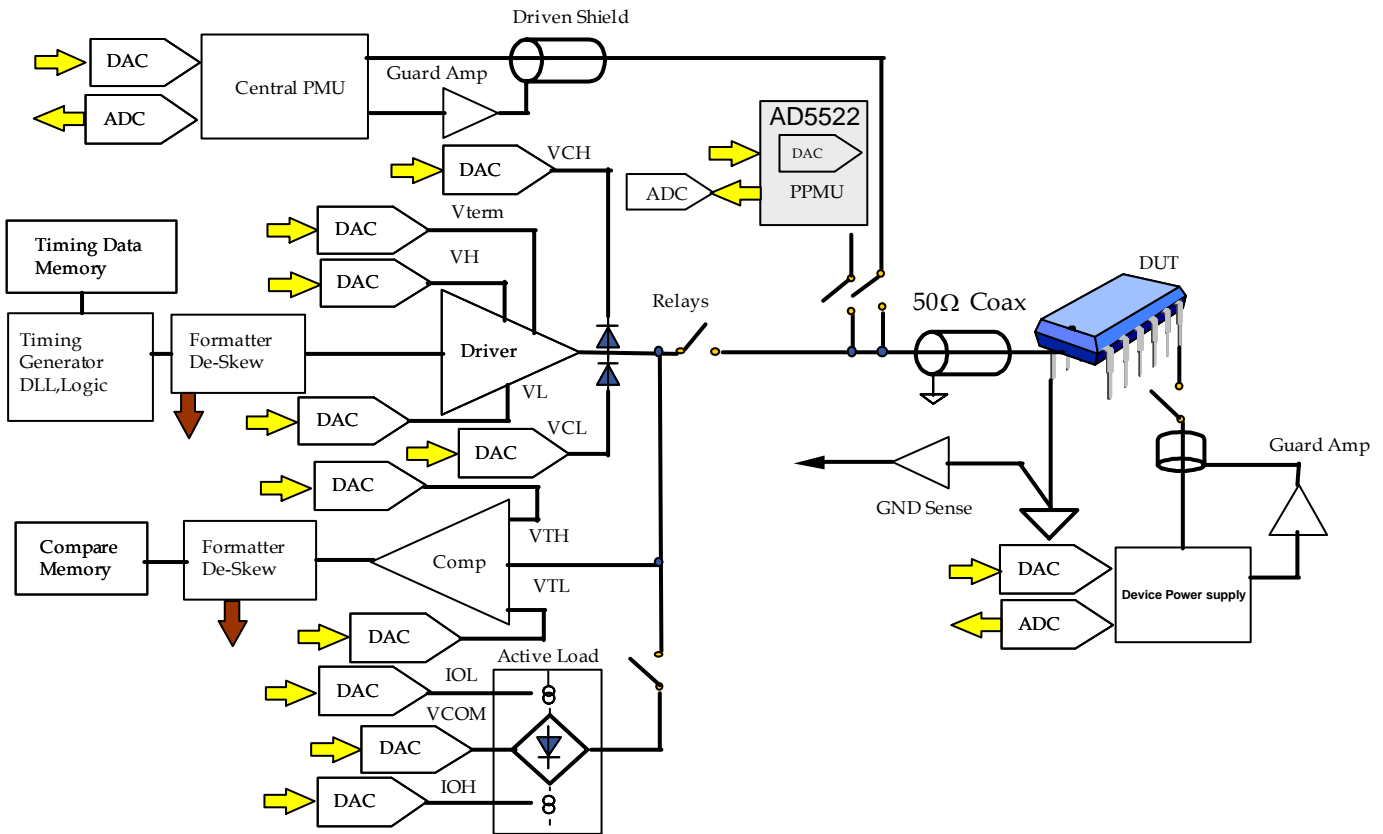 Driven Shield
DAC
Central PMU
Guard Amp
ADC
AD5522
DAC
PPMU
ADC
DAC
VCH
DAC
Vterm
Timing Data
Memory
DAC
VH
DUT
Relays
50Ω Coax
Timing
Generator
DLL,Logic
Formatter
De-Skew
Driver
VL
DAC
VCL
DAC
Guard Amp
DAC
GND Sense
VTH
Compare
Memory
Formatter
De-Skew
Comp
VTL
DAC
Device Power supply
ADC
DAC
Active Load
IOL
DAC
VCOM
DAC
IOH
DAC